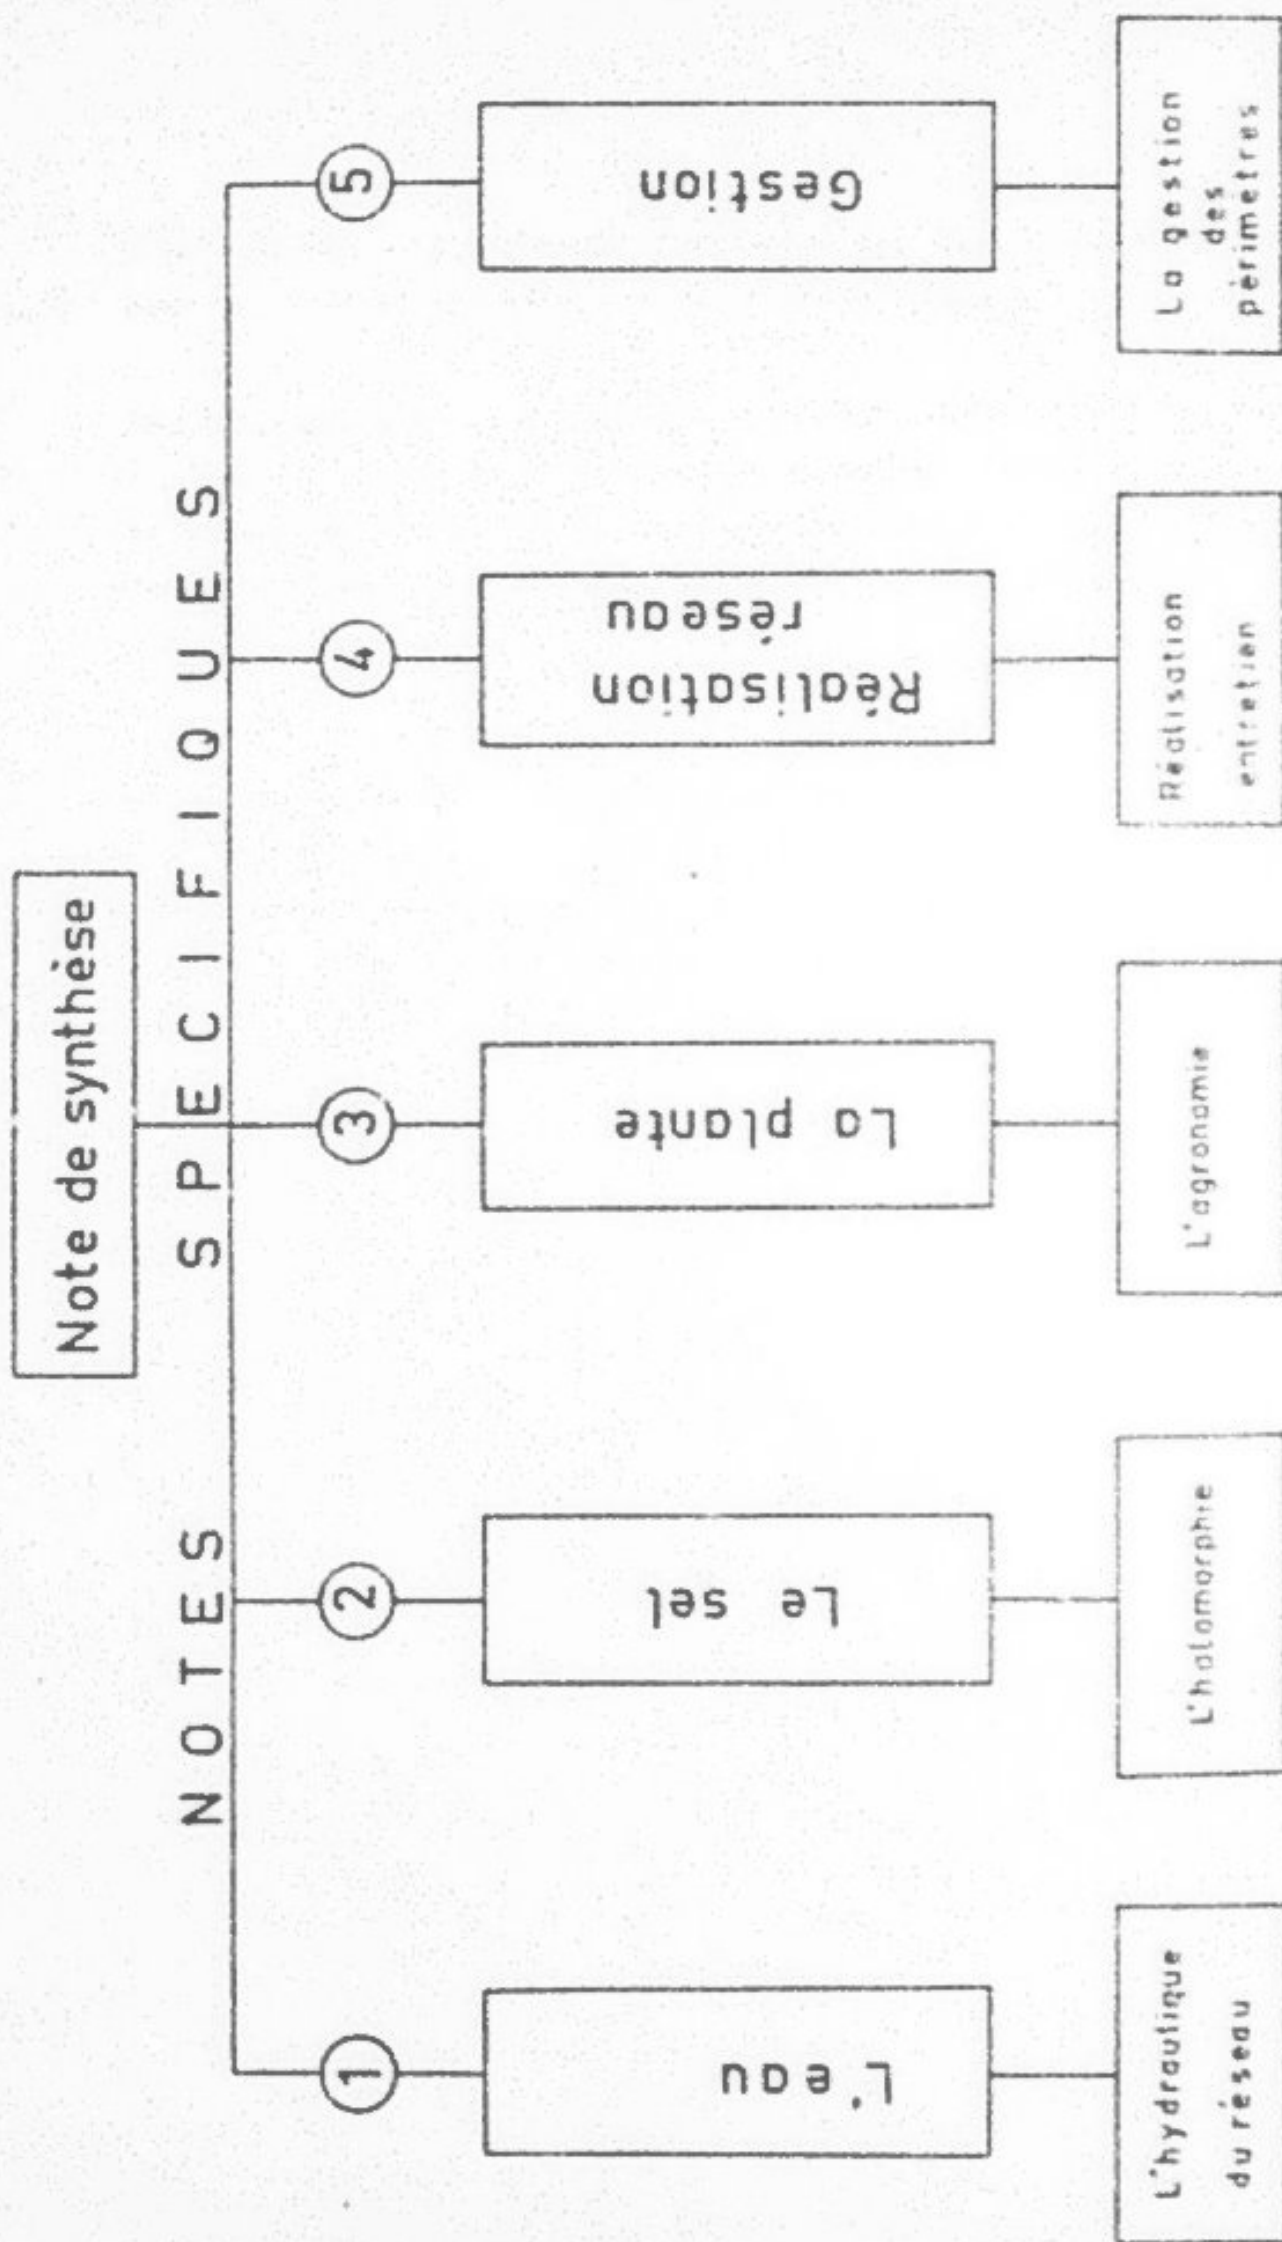 Note de synthèse
NOTES SPECIFIQUES
1
2
3
4
5
L'eau
Le sel
La plante
Réalisation
réseau
Gestion
L'hydraulique
du réseau
L'halomorphie
L'agronomie
Réalisation
entretien
La gestion
des
périmetres